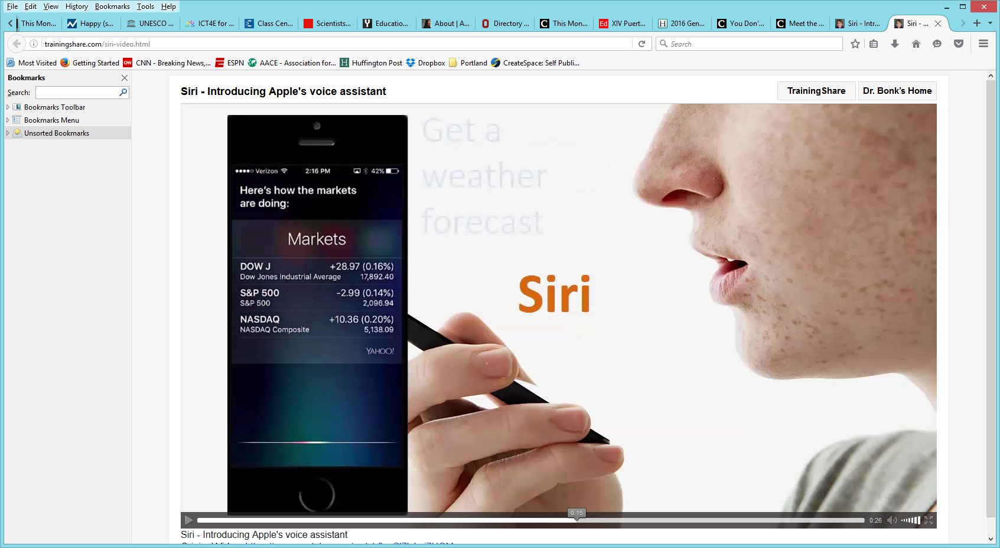 File Edit View History Bookmarks Tools Help
This Mon... Happy (s... UNESCO ... ICT4E for ... Class Cen... Scientists... Educatio... About | A... Directory ... This Mon... XIV Puert... 2016 Gen... You Don'... Meet the ... Siri - Intr... Siri - ...
trainingshare.com/siri-video.html Search
Most Visited Getting Started CNN - Breaking News,... ESPN AACE - Association for... Huffington Post Dropbox Portland CreateSpace: Self Publi...
Bookmarks
Search:
Bookmarks Toolbar
Bookmarks Menu
Unsorted Bookmarks
Siri - Introducing Apple's voice assistant
TrainingShare Dr. Bonk's Home
Verizon 2:16 PM 42%
Here's how the markets
are doing:
Markets
DOW J +28.97 (0.16%)
Dow Jones Industrial Average 17,892.40
S&P 500 -2.99 (0.14%)
S&P 500 2,096.94
NASDAQ +10.36 (0.20%)
NASDAQ Composite 5,138.09
YAHOO!
Get a
weather
forecast
Siri
0:15
0:26
Siri - Introducing Apple's voice assistant